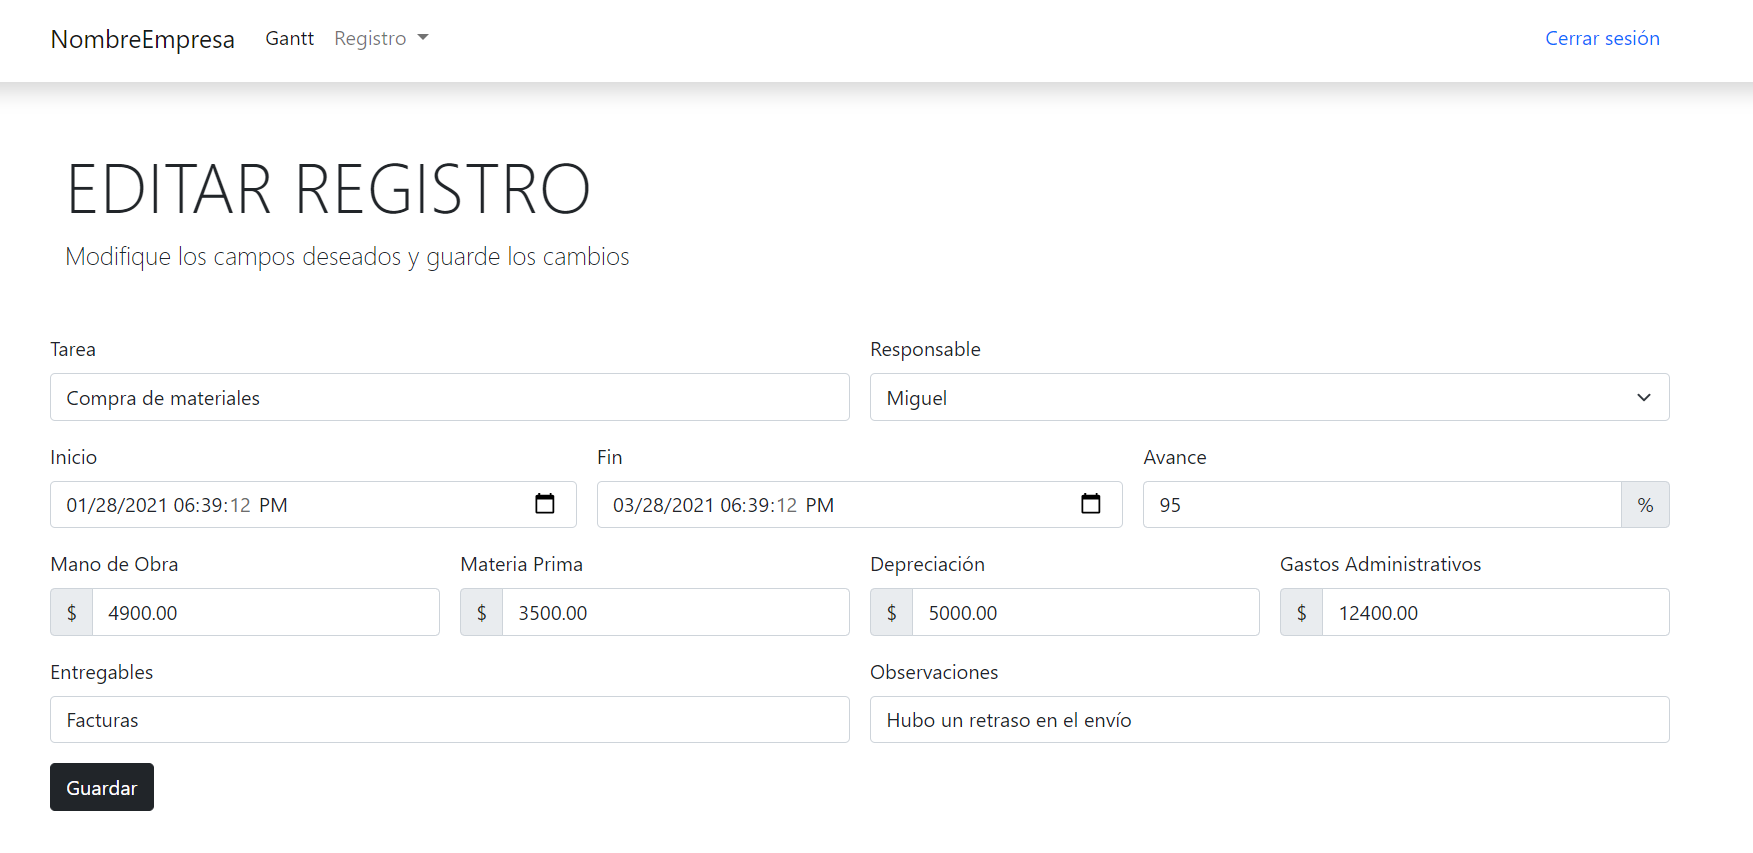 NombreEmpresa Gantt Registro Cerrar sesión
EDITAR REGISTRO
Modifique los campos deseados y guarde los cambios
Tarea Responsable
Compra de materiales Miguel
Inicio Fin Avance
01/28/2021 06:39:12 PM 03/28/2021 06:39:12 PM 95 %
Mano de Obra Materia Prima Depreciación Gastos Administrativos
$ 4900.00 $ 3500.00 $ 5000.00 $ 12400.00
Entregables Observaciones
Facturas Hubo un retraso en el envío
Guardar